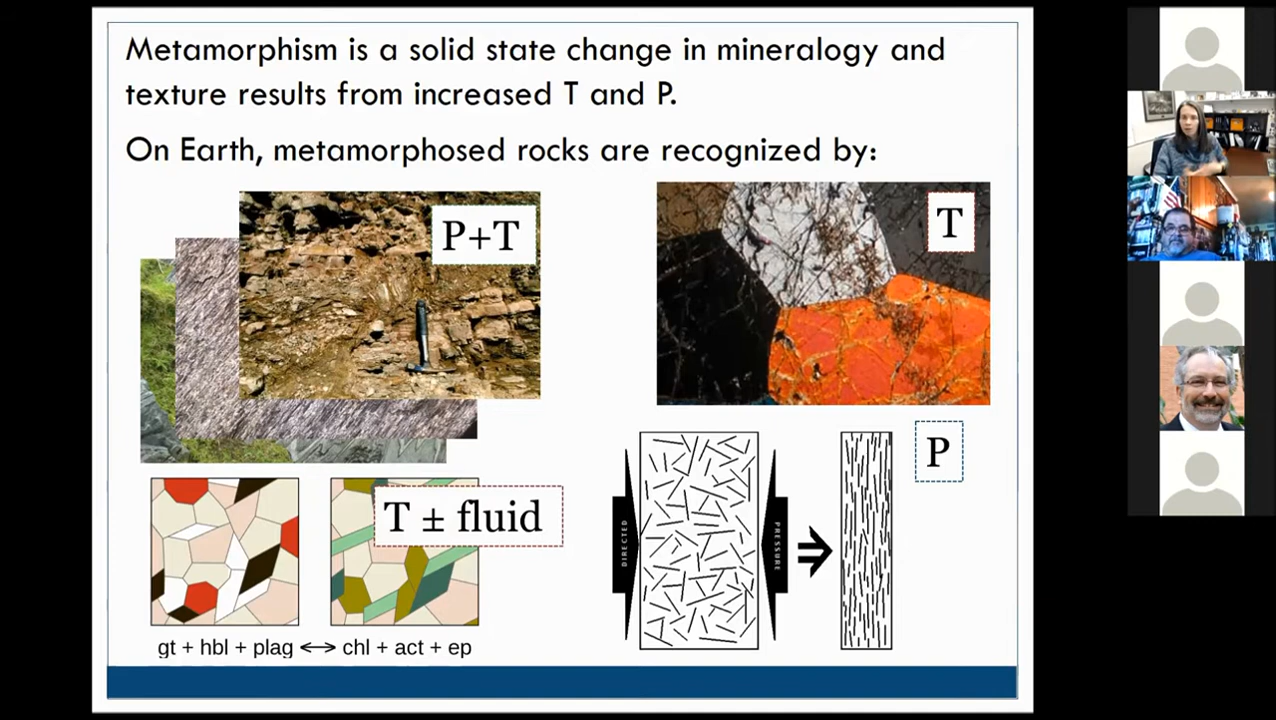 Metamorphism is a solid state change in mineralogy and
texture results from increased T and P.
On Earth, metamorphosed rocks are recognized by:
P+T
T
T ± fluid
gt + hbl + plag ↔ chl + act + ep
P
DIRECTED
PRESSURE